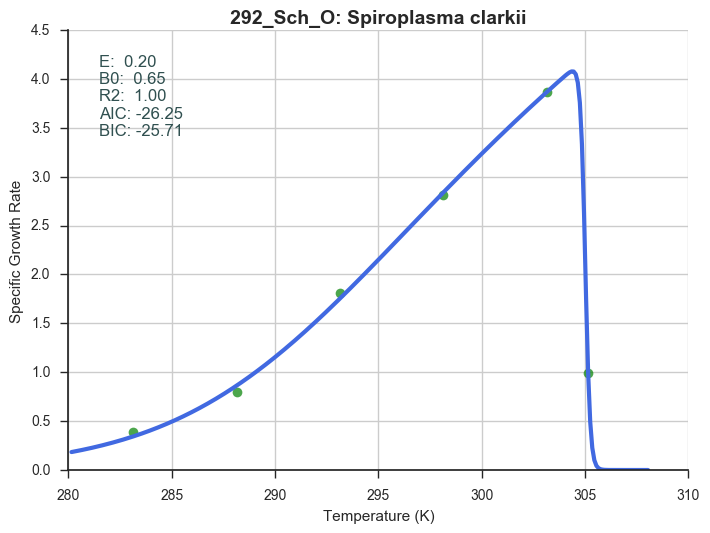 292_Sch_O: Spiroplasma clarkii
E:  0.20
B0:  0.65
R2:  1.00
AIC: -26.25
BIC: -25.71
4.5
4.0
3.5
3.0
2.5
2.0
1.5
1.0
0.5
0.0
Specific Growth Rate
280 285 290 295 300 305 310
Temperature (K)